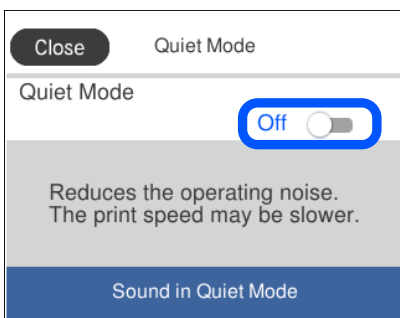 Close Quiet Mode
Quiet Mode
Off
Reduces the operating noise.
The print speed may be slower.
Sound in Quiet Mode